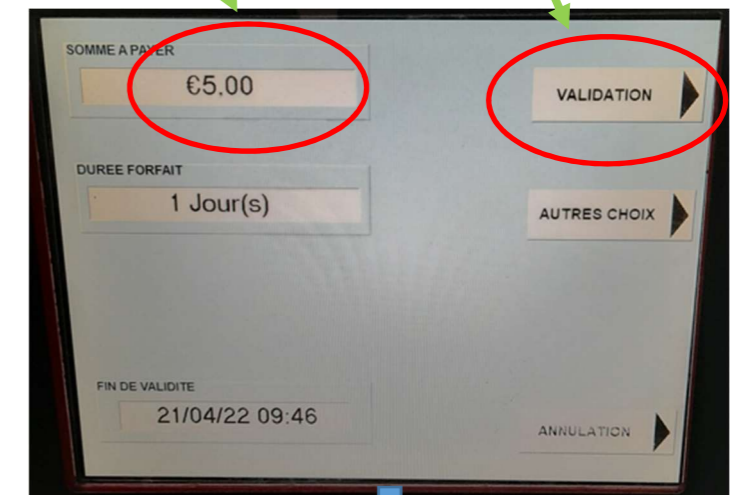 SOMME A PAYER
€5.00
VALIDATION
DUREE FORFAIT
1 Jour(s)
AUTRES CHOIX
FIN DE VALIDITE
21/04/22 09:46
ANNULATION